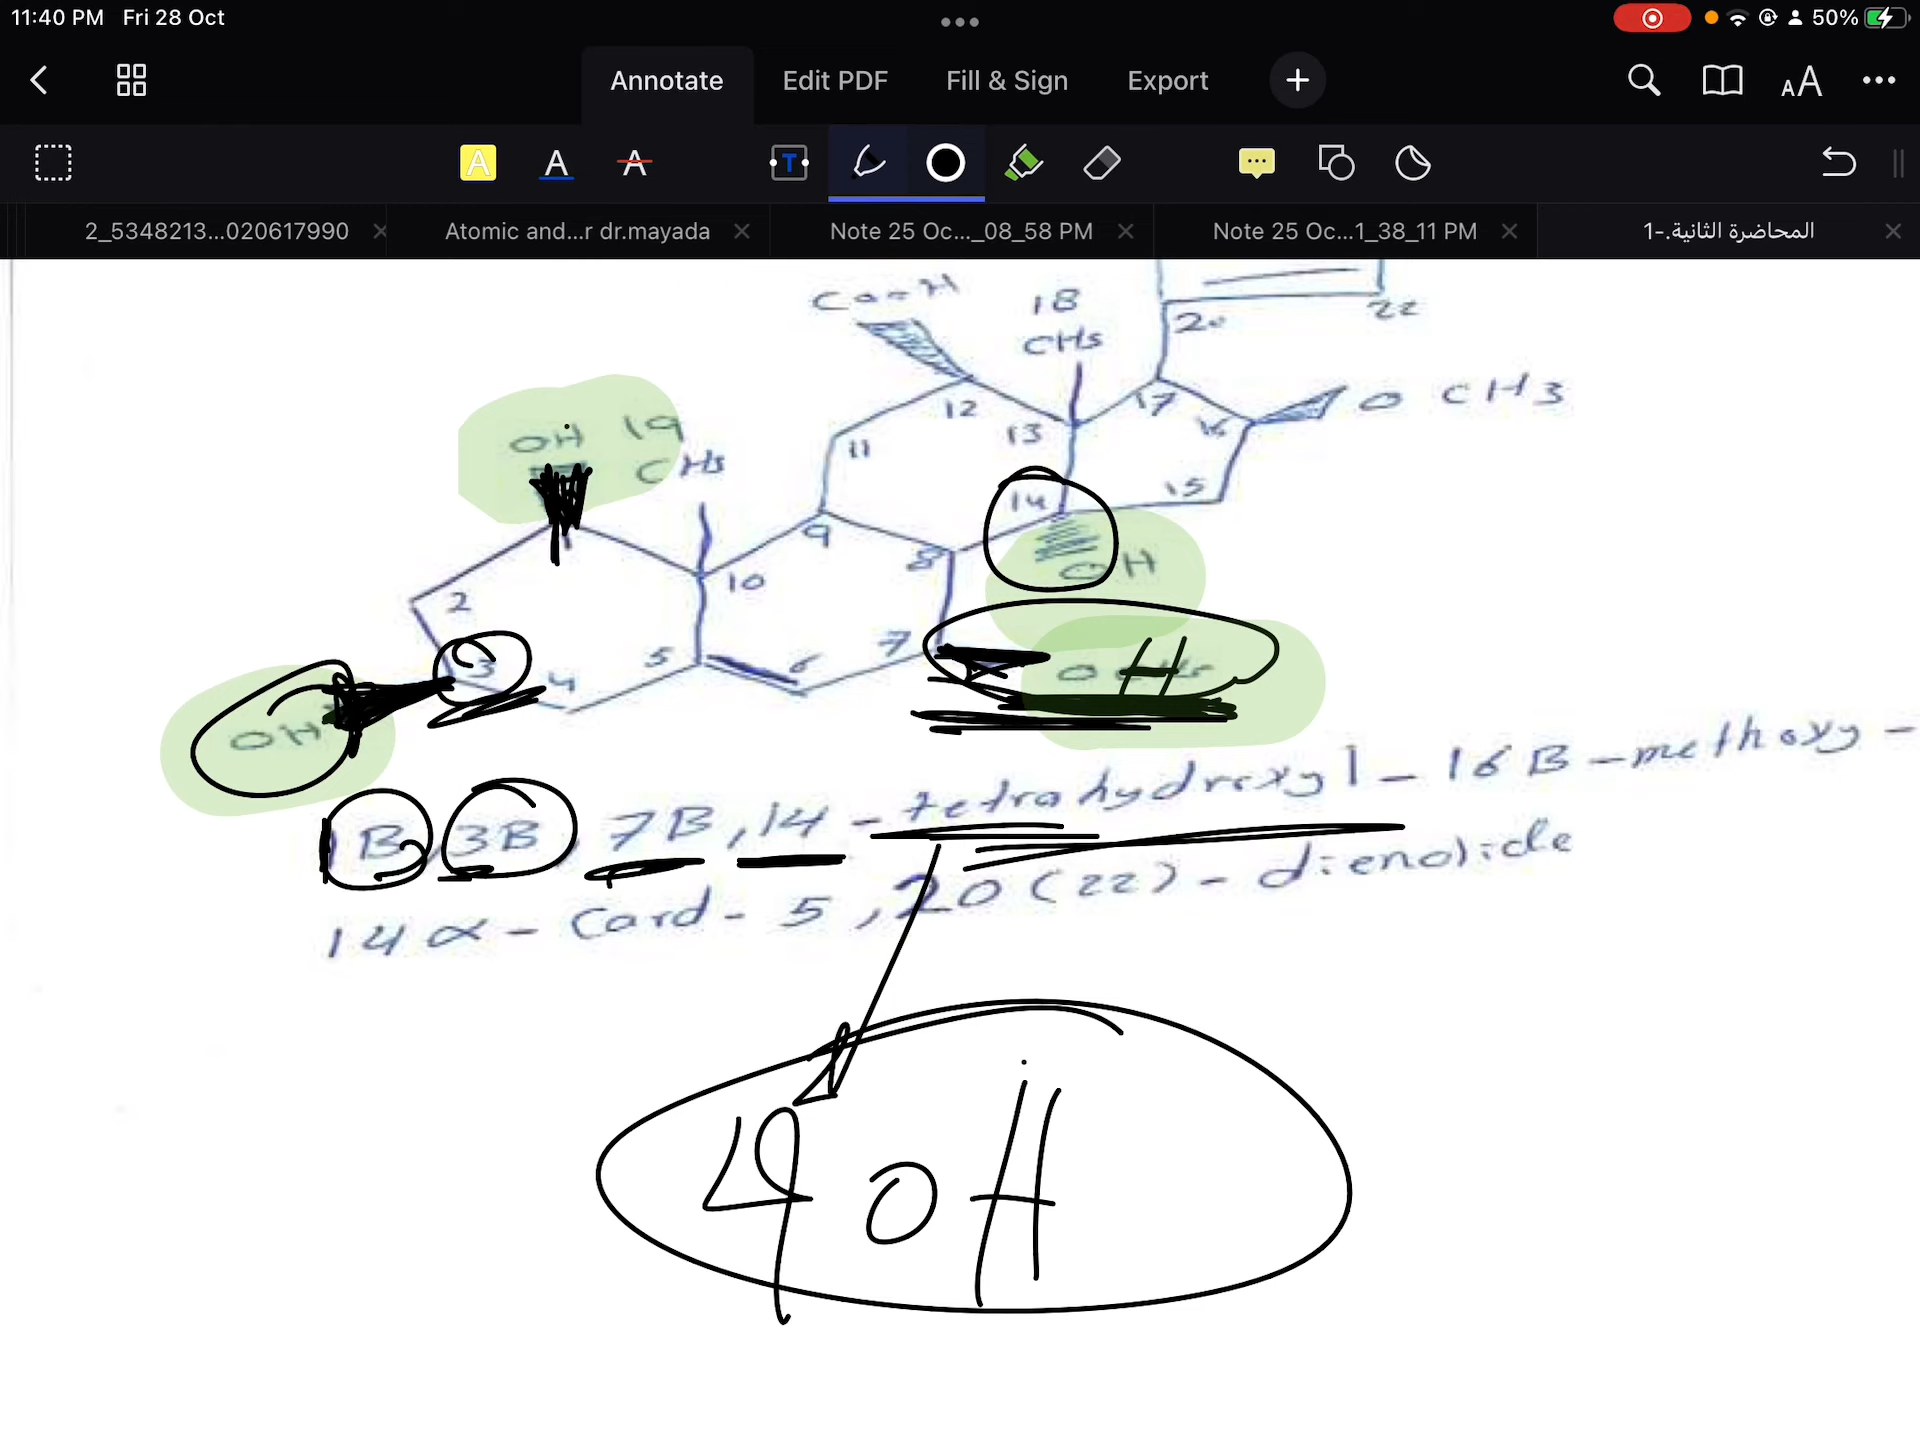 11:40 PM Fri 28 Oct
50%
Annotate Edit PDF Fill & Sign Export
AA
A A A T
2_5348213...020617990 Atomic and...r dr.mayada Note 25 Oc..._08_58 PM Note 25 Oc...1_38_11 PM المحاضرة الثانية.-1
CooH 18 20 22
CH3
OCH3
12 17 16
OH 19 11 13
CH3
14 15
9 8 OH
10
2
3 4 5 6 7 OH
OH
1B, 3B, 7B, 14 - tetrahydroxyl - 16B - methoxy -
14α - Card - 5, 20 (22) - dienolide
4 OH